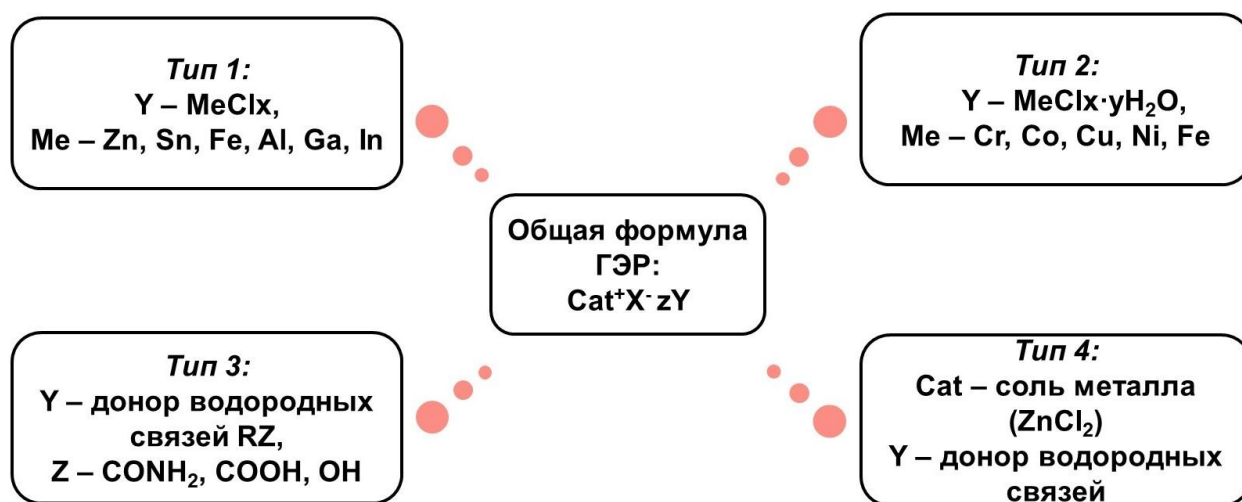 Тип 1:
Y – MeClx,
Me – Zn, Sn, Fe, Al, Ga, In
Тип 2:
Y – MeClx·yH₂O,
Me – Cr, Co, Cu, Ni, Fe
Общая формула
ГЭР:
Cat⁺X⁻ zY
Тип 3:
Y – донор водородных
связей RZ,
Z – CONH₂, COOH, OH
Тип 4:
Cat – соль металла
(ZnCl₂)
Y – донор водородных
связей